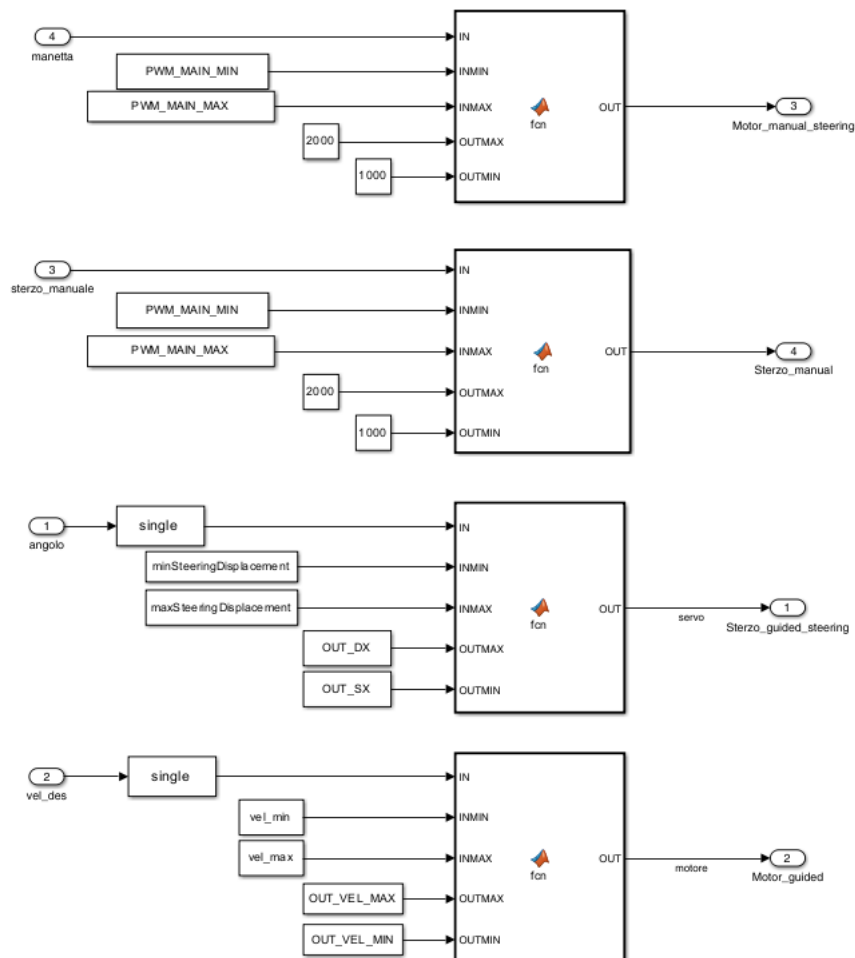 4
manetta
PWM_MAIN_MIN
PWM_MAIN_MAX
2000
1000
IN
INMIN
INMAX
OUTMAX
OUTMIN
fcn
OUT
3
Motor_manual_steering
3
sterzo_manuale
PWM_MAIN_MIN
PWM_MAIN_MAX
2000
1000
IN
INMIN
INMAX
OUTMAX
OUTMIN
fcn
OUT
4
Sterzo_manual
1
angolo
single
minSteeringDisplacement
maxSteeringDisplacement
OUT_DX
OUT_SX
IN
INMIN
INMAX
OUTMAX
OUTMIN
fcn
OUT
servo
1
Sterzo_guided_steering
2
vel_des
single
vel_min
vel_max
OUT_VEL_MAX
OUT_VEL_MIN
IN
INMIN
INMAX
OUTMAX
OUTMIN
fcn
OUT
motore
2
Motor_guided